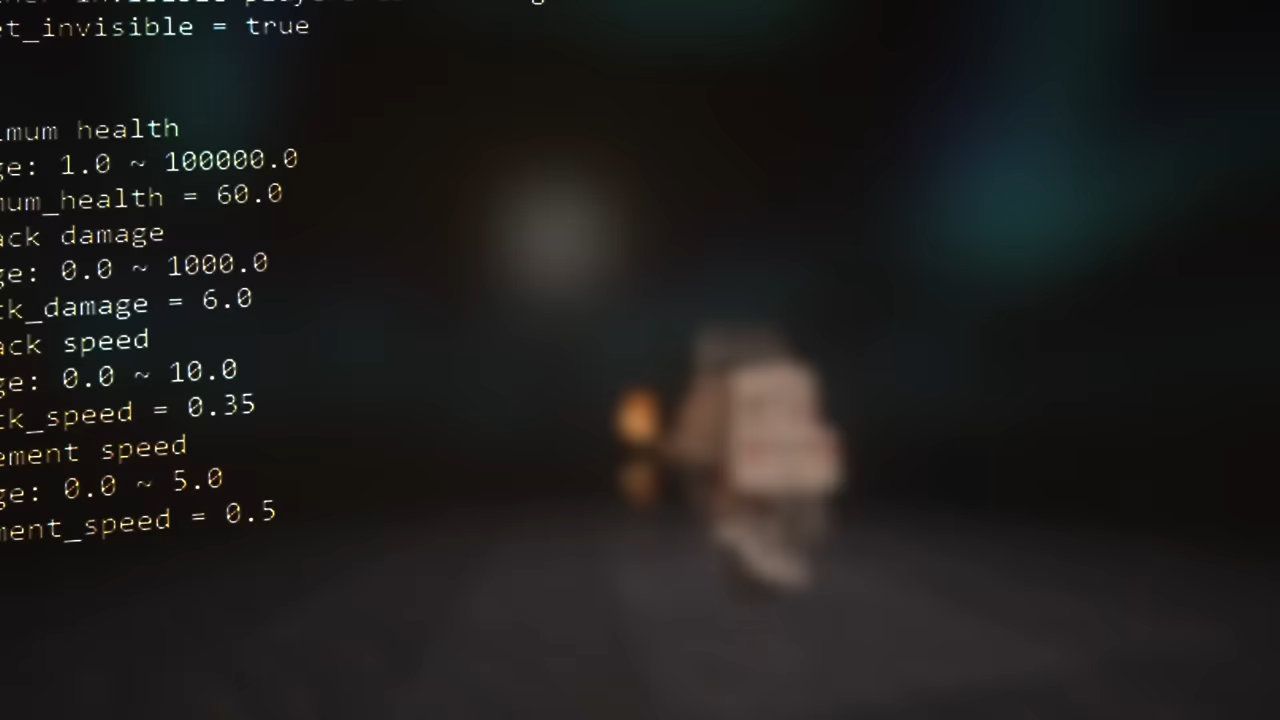 et_invisible = true
imum health
ge: 1.0 ~ 100000.0
mum_health = 60.0
ack damage
ge: 0.0 ~ 1000.0
ck_damage = 6.0
ack speed
ge: 0.0 ~ 10.0
ck_speed = 0.35
ement speed
ge: 0.0 ~ 5.0
ment_speed = 0.5